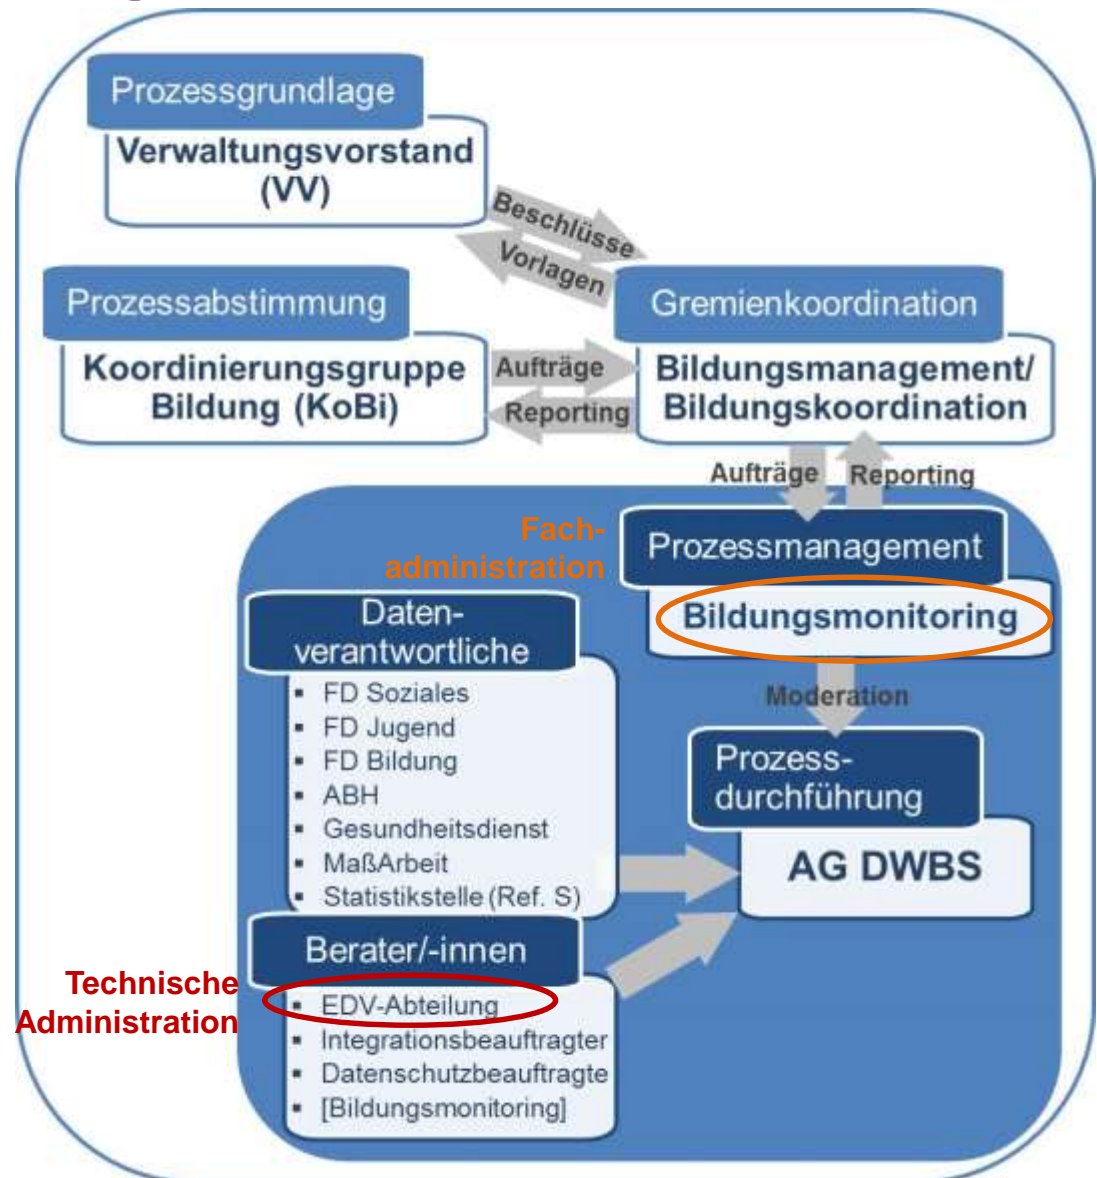 Prozessgrundlage
Verwaltungsvorstand
(VV)
Beschlüsse
Vorlagen
Prozessabstimmung
Koordinierungsgruppe
Bildung (KoBi)
Aufträge
Reporting
Gremienkoordination
Bildungsmanagement/
Bildungskoordination
Aufträge
Reporting
Fach-
administration
Prozessmanagement
Bildungsmonitoring
Moderation
Daten-
verantwortliche
▪ FD Soziales
▪ FD Jugend
▪ FD Bildung
▪ ABH
▪ Gesundheitsdienst
▪ MaßArbeit
▪ Statistikstelle (Ref. S)
Prozess-
durchführung
AG DWBS
Berater/-innen
Technische
Administration
▪ EDV-Abteilung
▪ Integrationsbeauftragter
▪ Datenschutzbeauftragte
▪ [Bildungsmonitoring]